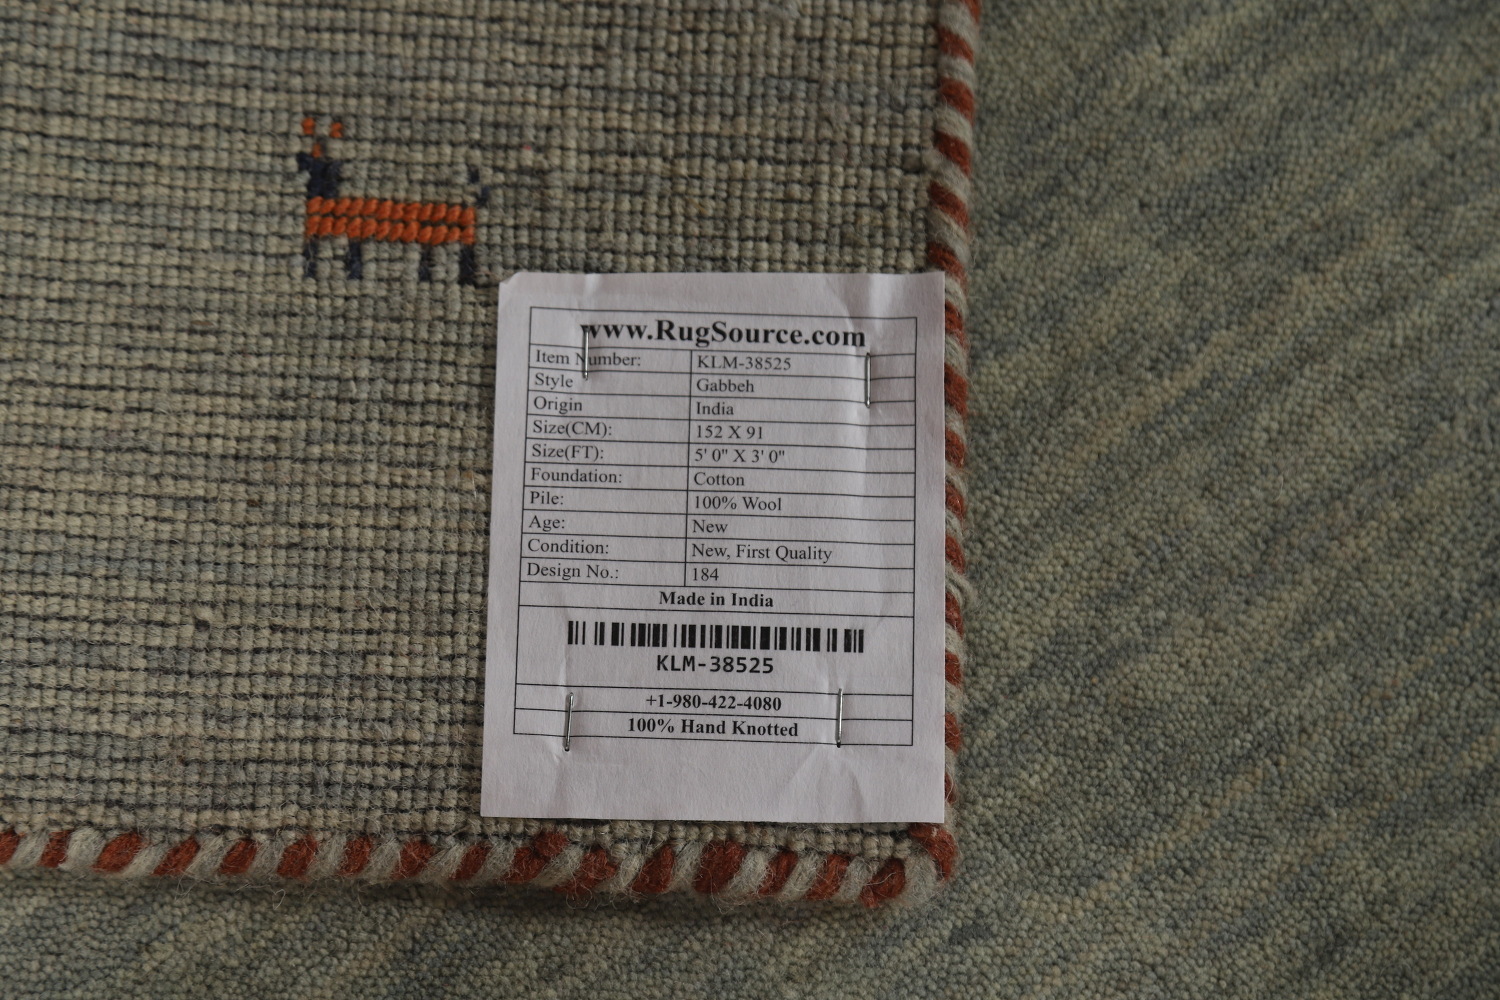 www.RugSource.com
Item Number: KLM-38525
Style Gabbeh
Origin India
Size(CM): 152 X 91
Size(FT): 5' 0" X 3' 0"
Foundation: Cotton
Pile: 100% Wool
Age: New
Condition: New, First Quality
Design No.: 184
Made in India
KLM-38525
+1-980-422-4080
100% Hand Knotted